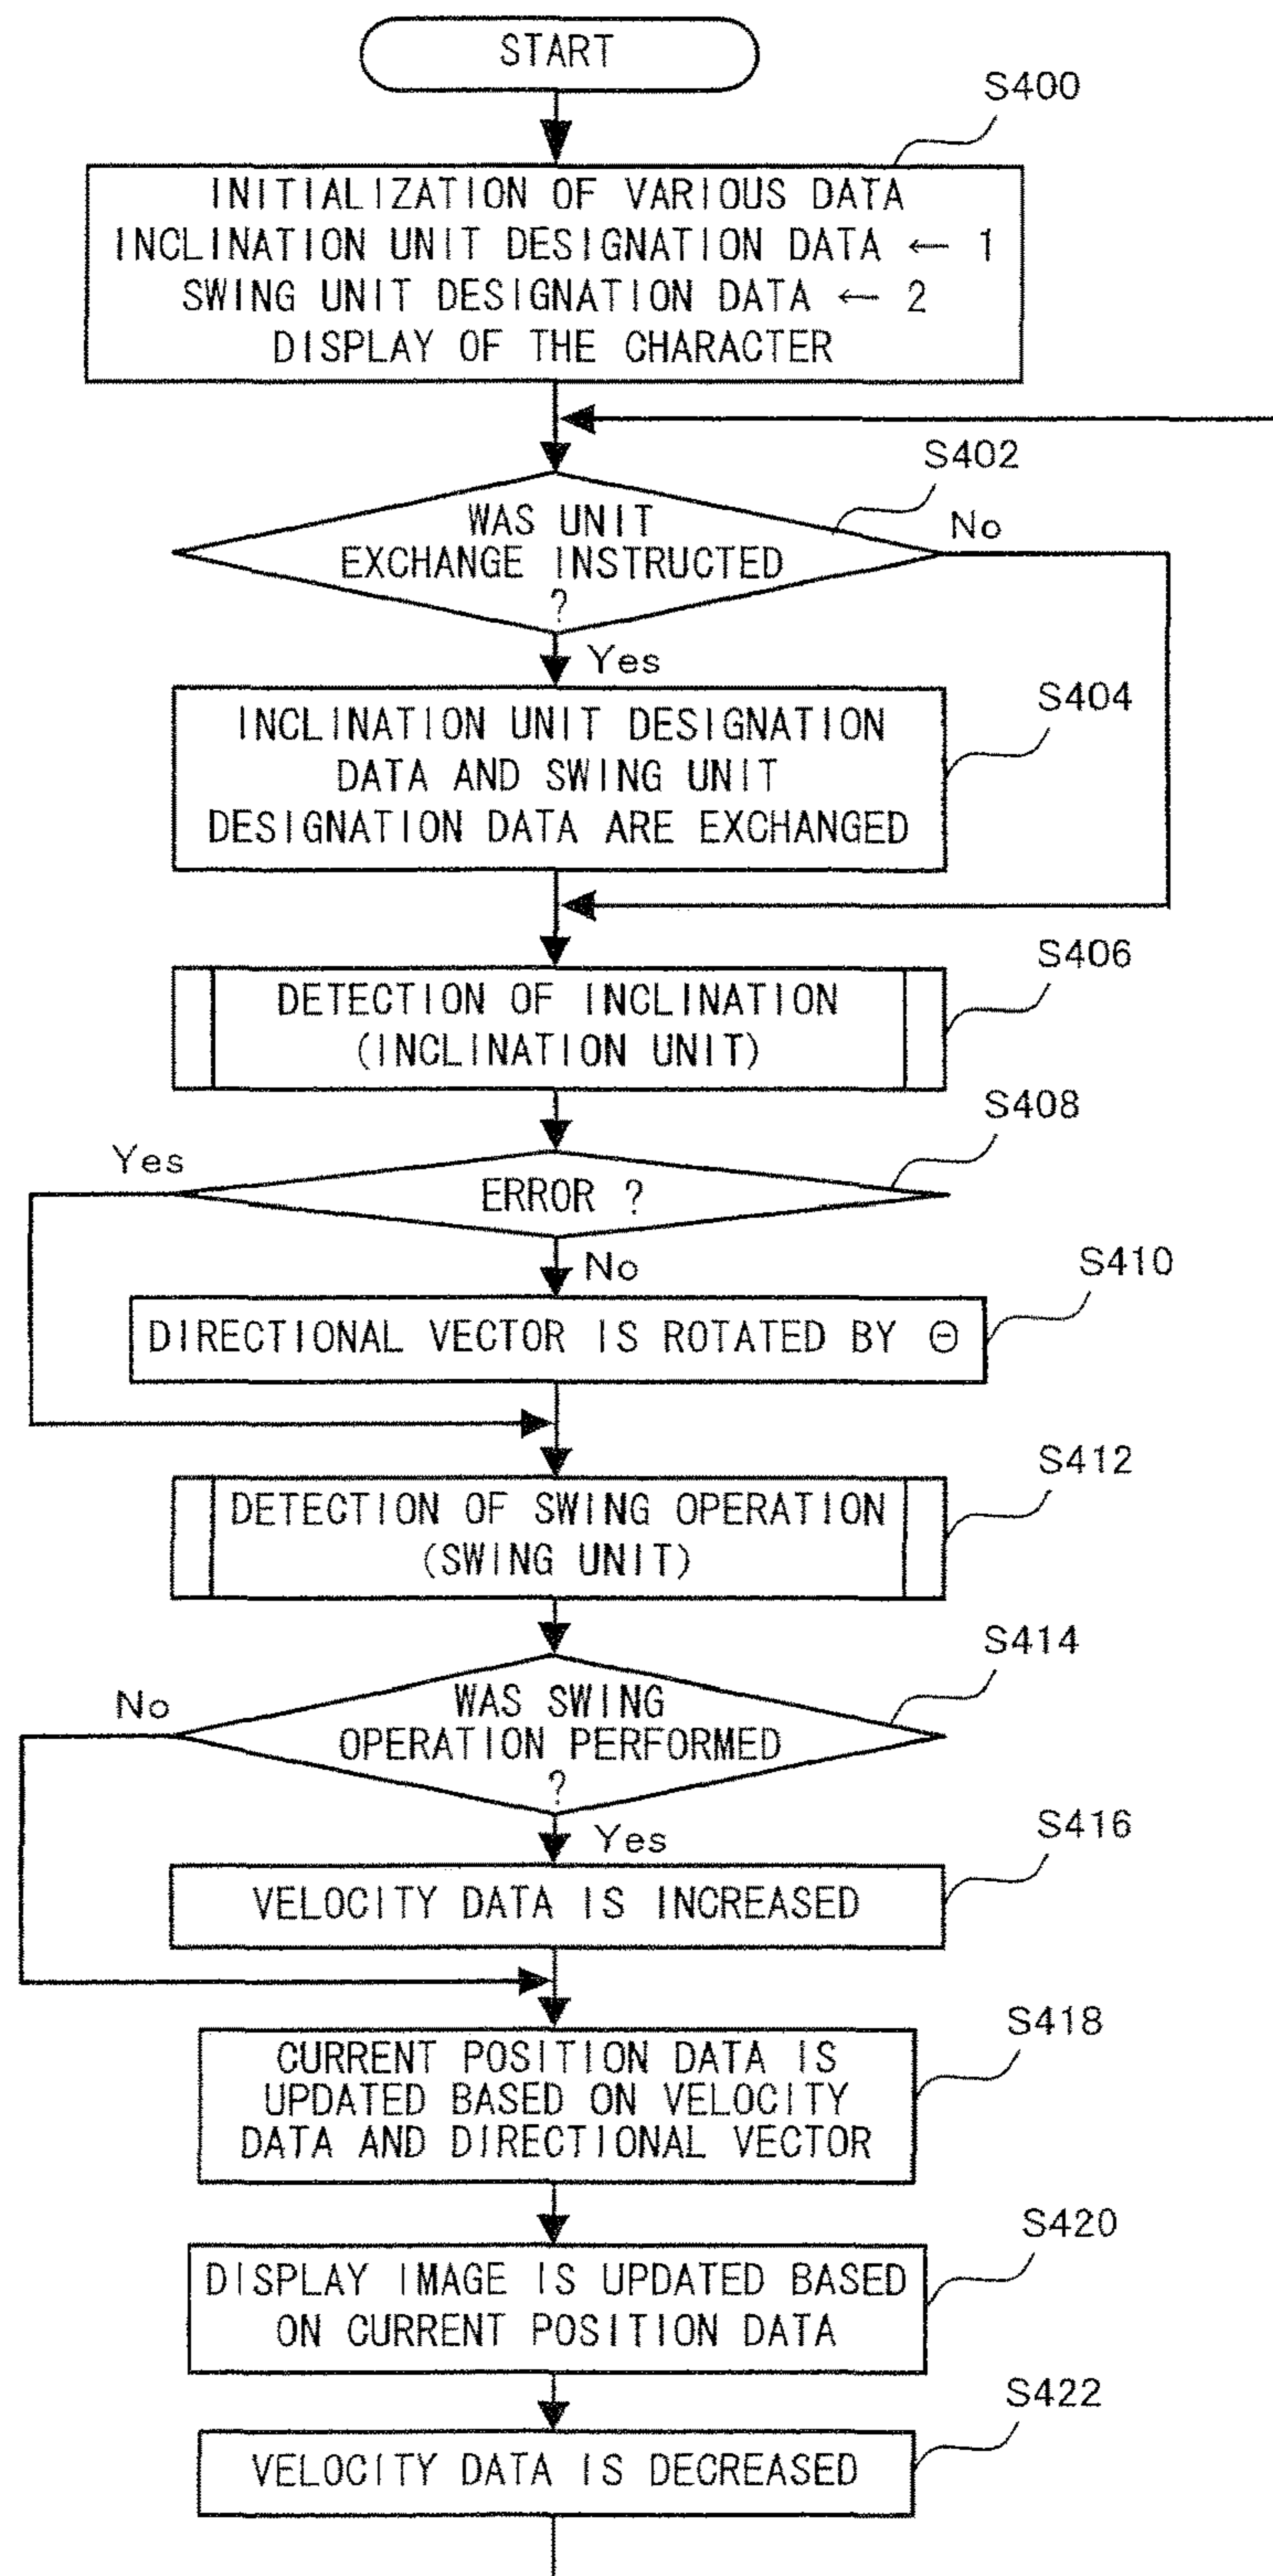 START
S400
INITIALIZATION OF VARIOUS DATA
INCLINATION UNIT DESIGNATION DATA ← 1
SWING UNIT DESIGNATION DATA ← 2
DISPLAY OF THE CHARACTER
S402
WAS UNIT
EXCHANGE INSTRUCTED
?
No
Yes
S404
INCLINATION UNIT DESIGNATION
DATA AND SWING UNIT
DESIGNATION DATA ARE EXCHANGED
S406
DETECTION OF INCLINATION
(INCLINATION UNIT)
S408
Yes
ERROR ?
No
S410
DIRECTIONAL VECTOR IS ROTATED BY Θ
S412
DETECTION OF SWING OPERATION
(SWING UNIT)
S414
No
WAS SWING
OPERATION PERFORMED
?
Yes
S416
VELOCITY DATA IS INCREASED
S418
CURRENT POSITION DATA IS
UPDATED BASED ON VELOCITY
DATA AND DIRECTIONAL VECTOR
S420
DISPLAY IMAGE IS UPDATED BASED
ON CURRENT POSITION DATA
S422
VELOCITY DATA IS DECREASED